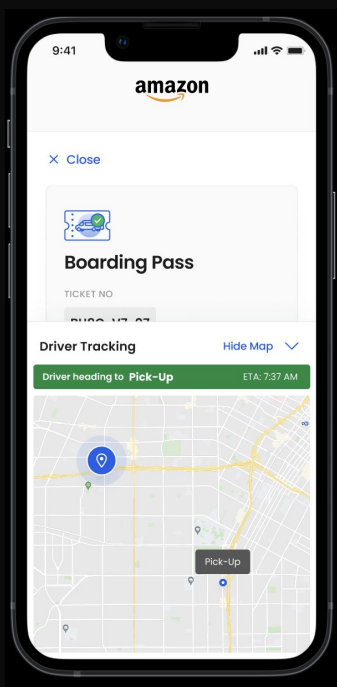 9:41
amazon
× Close
Boarding Pass
TICKET NO
Driver Tracking
Hide Map
Driver heading to Pick-Up
ETA: 7:37 AM
Pick-Up